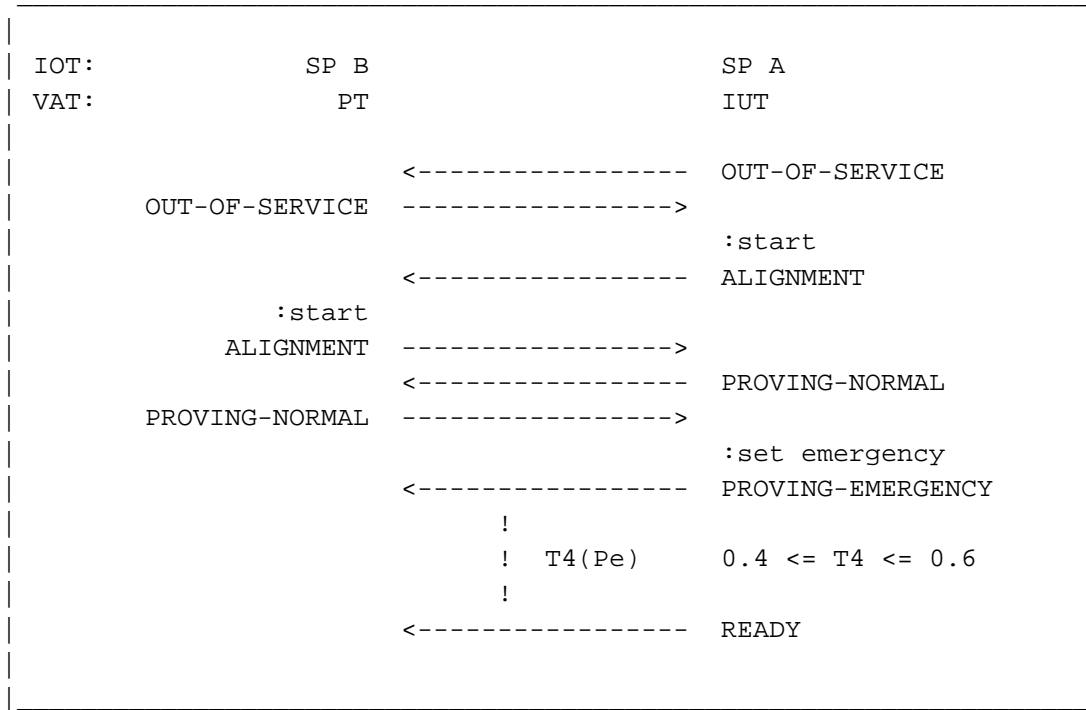 IOT: SP B SP A
VAT: PT IUT
<----------------- OUT-OF-SERVICE
OUT-OF-SERVICE ----------------->
:start
<----------------- ALIGNMENT
:start
ALIGNMENT ----------------->
<----------------- PROVING-NORMAL
PROVING-NORMAL ----------------->
:set emergency
<----------------- PROVING-EMERGENCY
!
! T4(Pe) 0.4 <= T4 <= 0.6
!
<----------------- READY